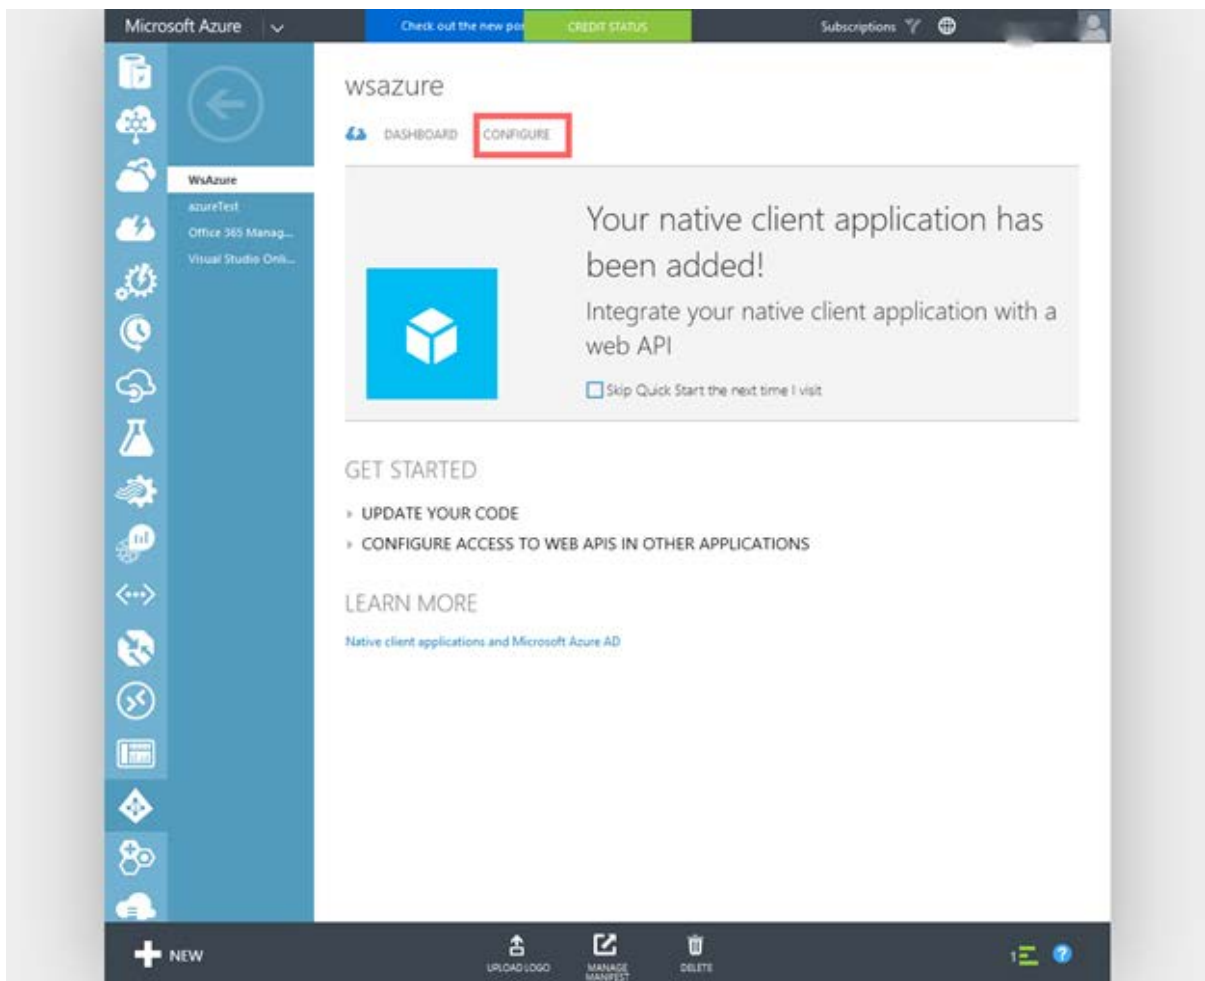 Microsoft Azure
Check out the new por
CREDIT STATUS
Subscriptions
wsazure
DASHBOARD
CONFIGURE
WsAzure
azureTest
Office 365 Manag...
Visual Studio Onli...
Your native client application has
been added!
Integrate your native client application with a
web API
Skip Quick Start the next time I visit
GET STARTED
UPDATE YOUR CODE
CONFIGURE ACCESS TO WEB APIS IN OTHER APPLICATIONS
LEARN MORE
Native client applications and Microsoft Azure AD
NEW
UPLOAD LOGO
MANAGE
MANIFEST
DELETE
1
?